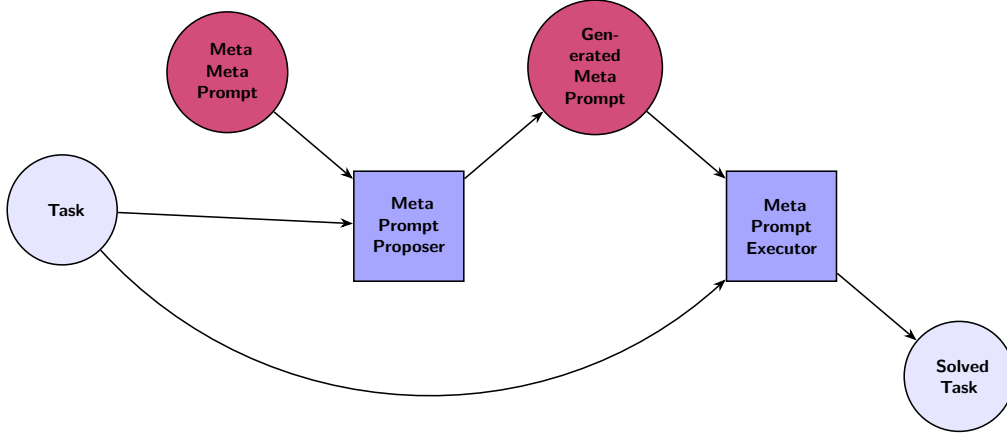 Meta
Meta
Prompt
Gen-
erated
Meta
Prompt
Task
Meta
Prompt
Proposer
Meta
Prompt
Executor
Solved
Task